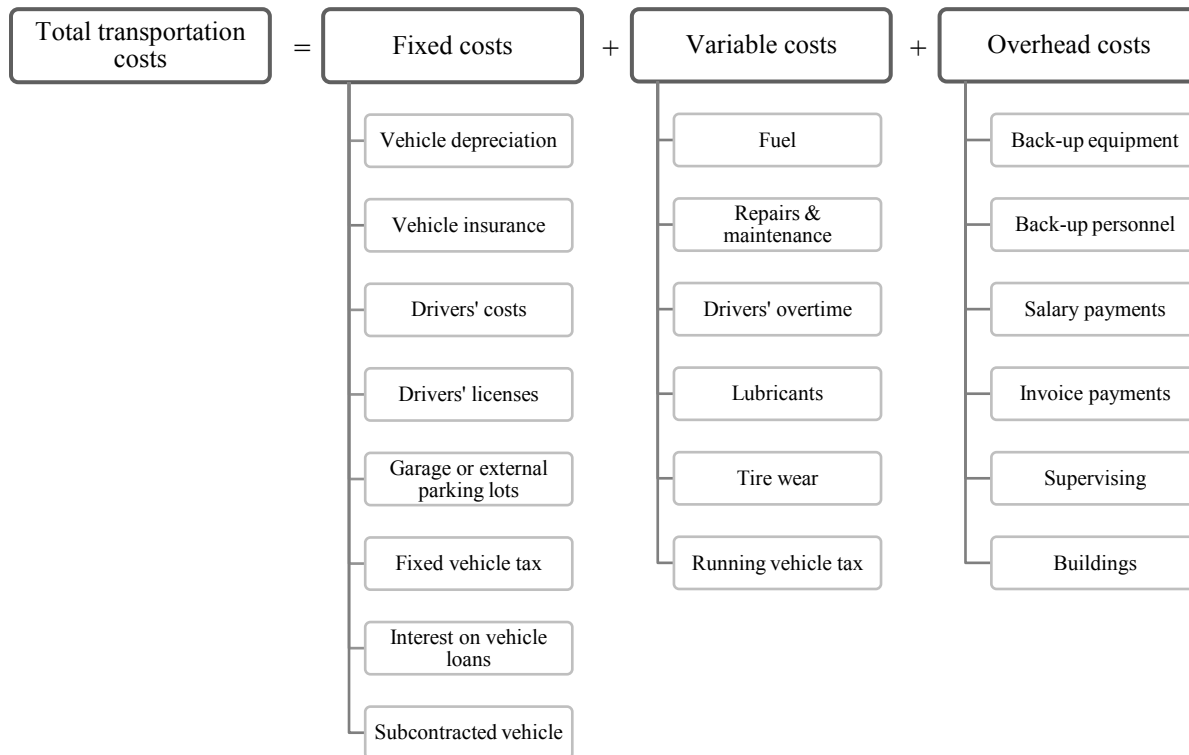 Total transportation
costs
=
Fixed costs
+
Variable costs
+
Overhead costs
Vehicle depreciation
Vehicle insurance
Drivers' costs
Drivers' licenses
Garage or external
parking lots
Fixed vehicle tax
Interest on vehicle
loans
Subcontracted vehicle
Fuel
Repairs &
maintenance
Drivers' overtime
Lubricants
Tire wear
Running vehicle tax
Back-up equipment
Back-up personnel
Salary payments
Invoice payments
Supervising
Buildings